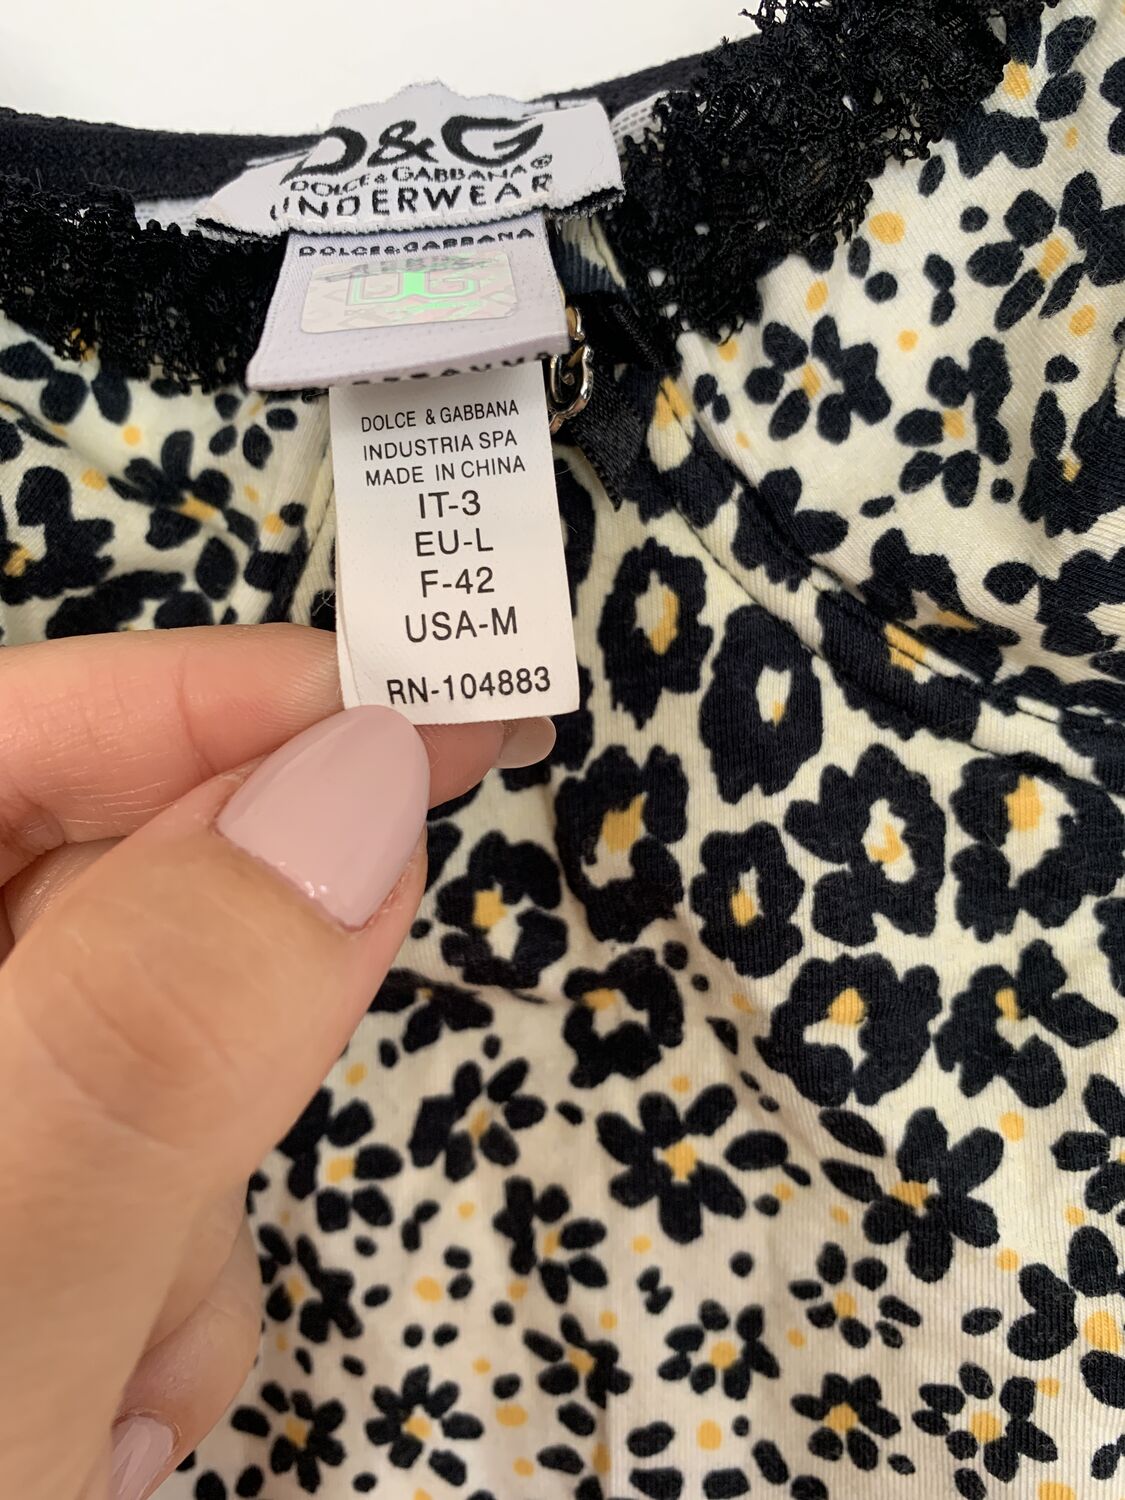 D&G
DOLCE & GABBANA®
UNDERWEAR
DOLCE & GABBANA
DG
DOLCE & GABBANA
INDUSTRIA SPA
MADE IN CHINA
IT-3
EU-L
F-42
USA-M
RN-104883